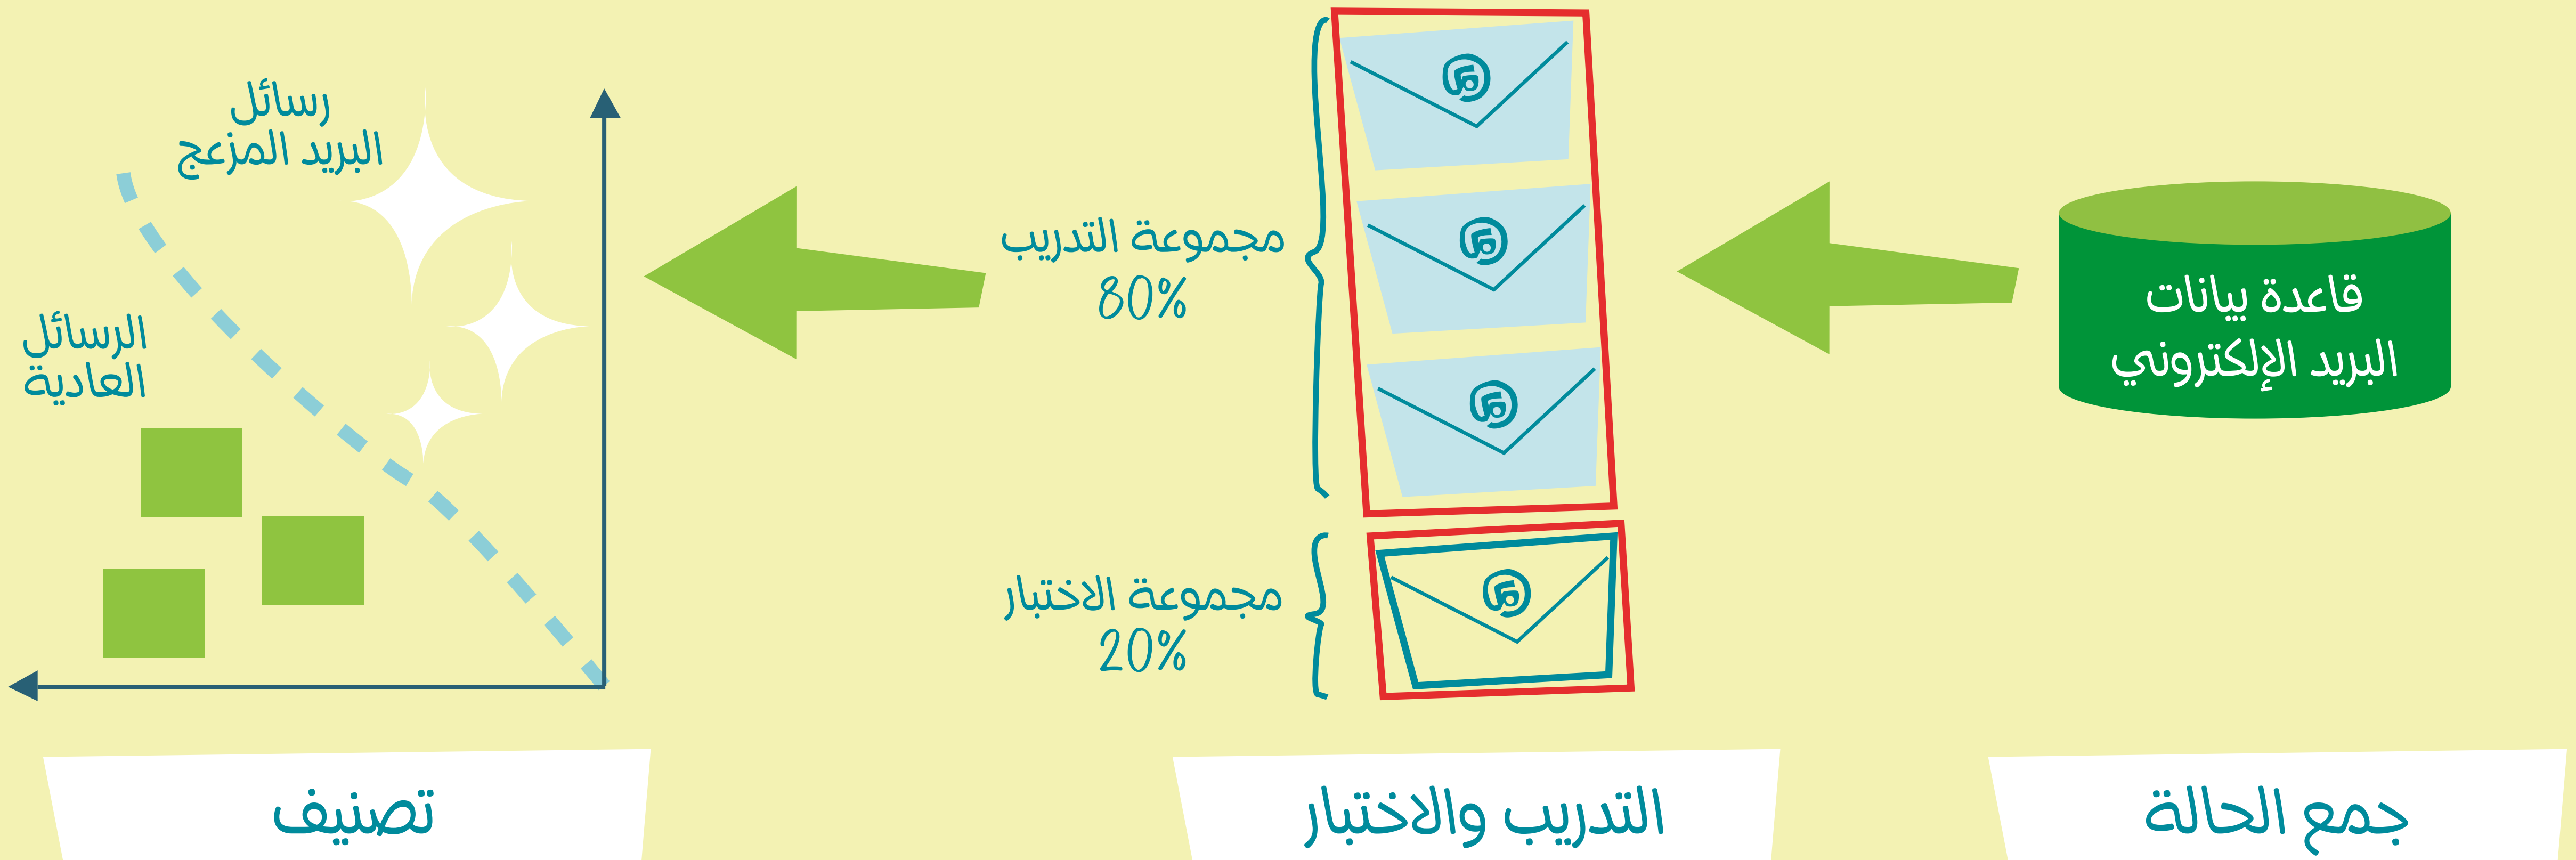 قاعدة بيانات
البريد الإلكتروني
جمع الحالة
مجموعة التدريب
80%
مجموعة الاختبار
20%
التدريب والاختبار
رسائل
البريد المزعج
الرسائل
العادية
تصنيف